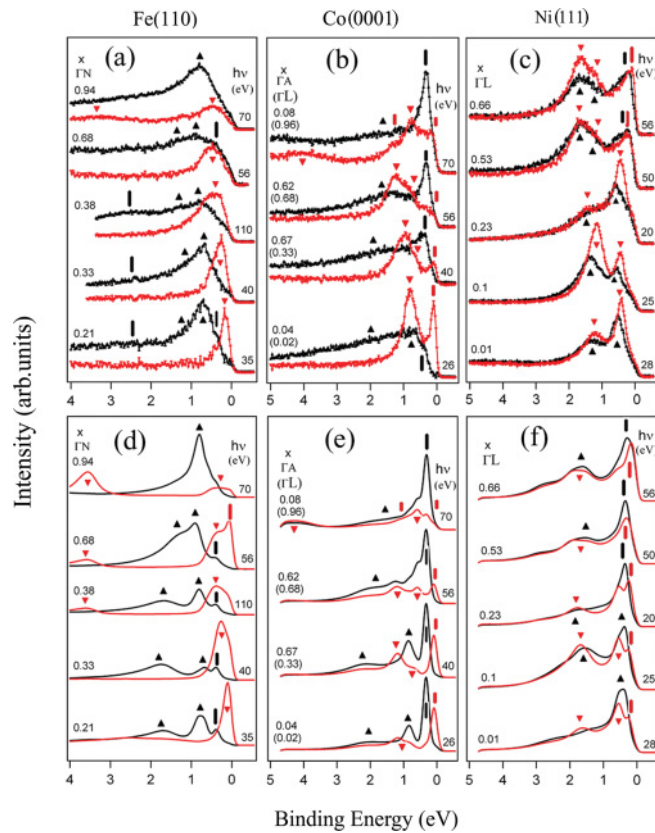 Fe(110) Co(0001) Ni(111)
(a) (b) (c)
x
ΓN
hν
(eV)
0.94
70
0.68
56
0.38
110
0.33
40
0.21
35
4 3 2 1 0
x
ΓA
(ΓL)
hν
(eV)
0.08
(0.96)
70
0.62
(0.68)
56
0.67
(0.33)
40
0.04
(0.02)
26
5 4 3 2 1 0
x
ΓL
hν
(eV)
0.66
56
0.53
50
0.23
20
0.1
25
0.01
28
5 4 3 2 1 0
Intensity (arb.units)
(d) (e) (f)
x
ΓN
hν
(eV)
0.94
70
0.68
56
0.38
110
0.33
40
0.21
35
4 3 2 1 0
x
ΓA
(ΓL)
hν
(eV)
0.08
(0.96)
70
0.62
(0.68)
56
0.67
(0.33)
40
0.04
(0.02)
26
5 4 3 2 1 0
x
ΓL
hν
(eV)
0.66
56
0.53
50
0.23
20
0.1
25
0.01
28
5 4 3 2 1 0
Binding Energy (eV)